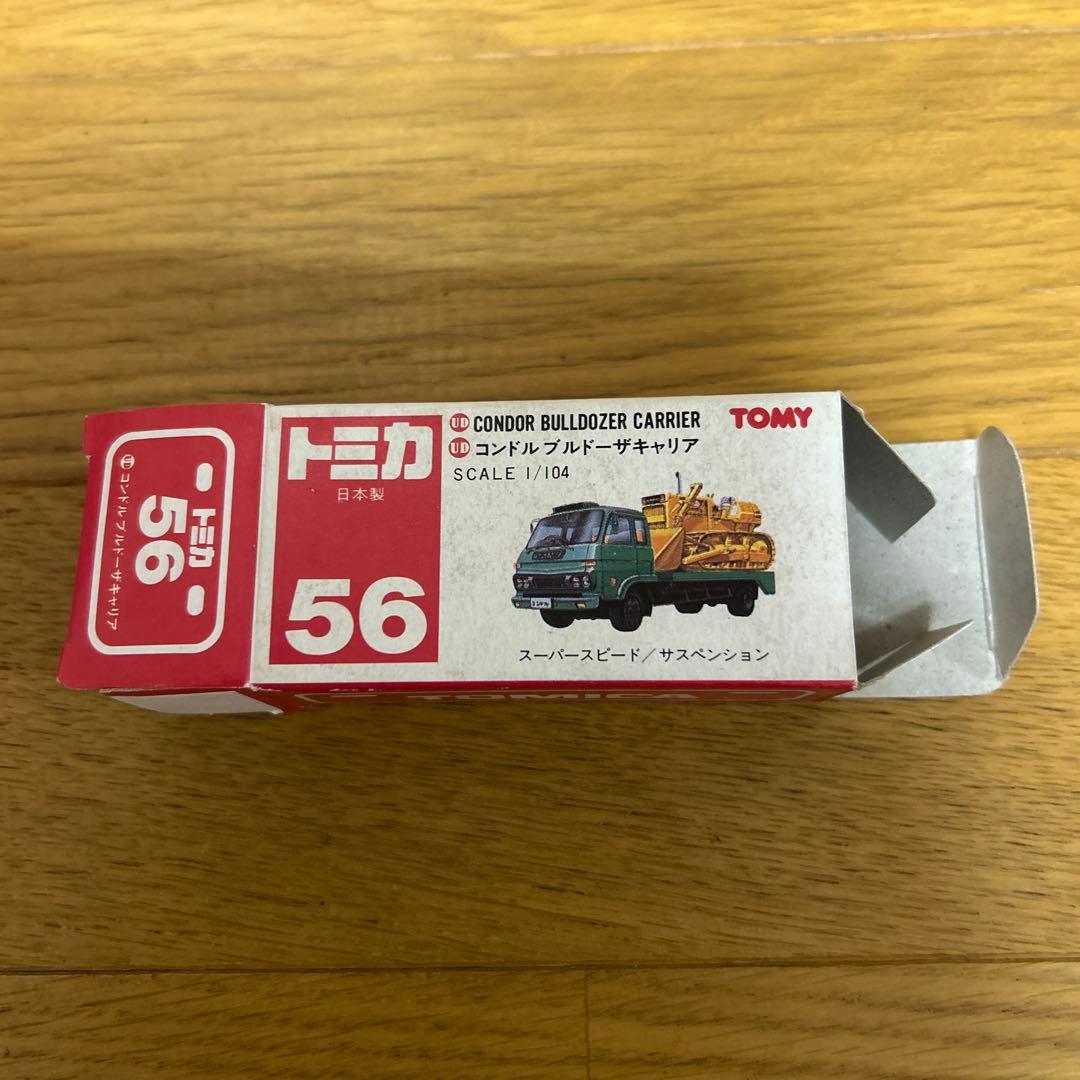 トミカ
日本製
56
UD CONDOR BULLDOZER CARRIER
UD コンドル ブルドーザキャリア
SCALE 1/104
TOMY
スーパースピード／サスペンション
トミカ
56
UD コンドル ブルドーザキャリア
TOMICA